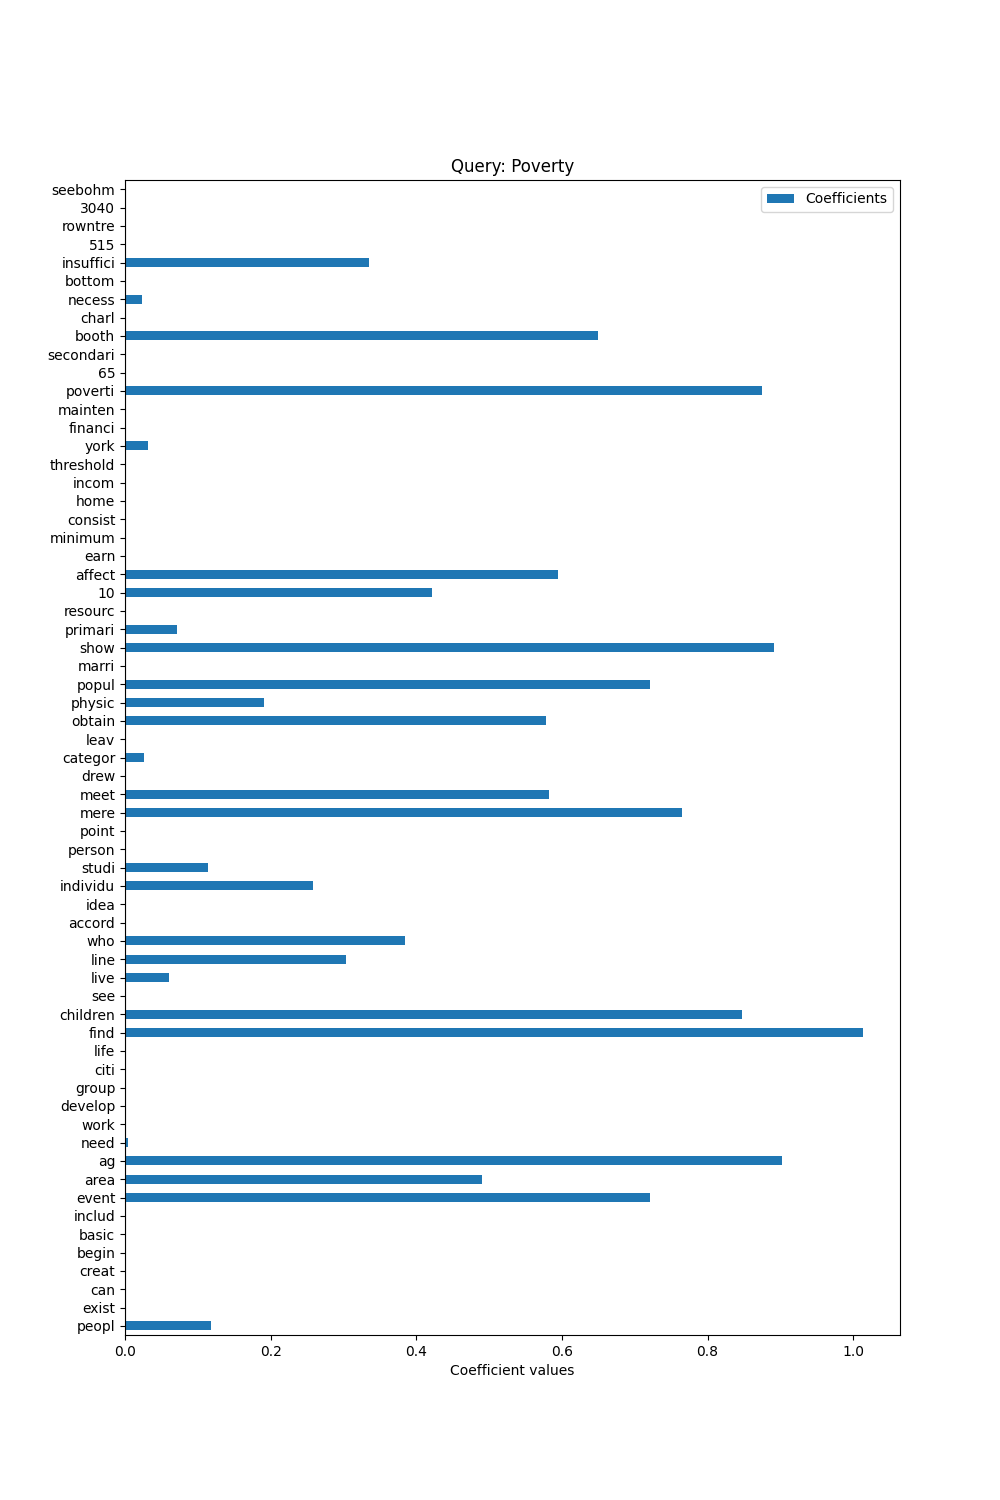 Query: Poverty
Coefficients
seebohm
3040
rowntre
515
insuffici
bottom
necess
charl
booth
secondari
65
poverti
mainten
financi
york
threshold
incom
home
consist
minimum
earn
affect
10
resourc
primari
show
marri
popul
physic
obtain
leav
categor
drew
meet
mere
point
person
studi
individu
idea
accord
who
line
live
see
children
find
life
citi
group
develop
work
need
ag
area
event
includ
basic
begin
creat
can
exist
peopl
0.0 0.2 0.4 0.6 0.8 1.0
Coefficient values